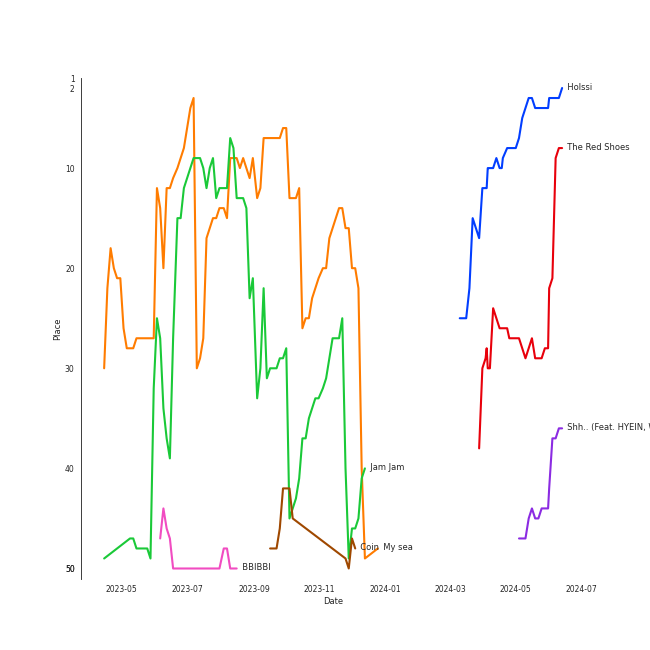 1
2
Holssi
The Red Shoes
10
20
Place
30
Shh.. (Feat. HYEIN,
40
Jam Jam
Coin
My sea
BBIBBI
50
2023-05
2023-07
2023-09
2023-11
2024-01
2024-03
2024-05
2024-07
Date